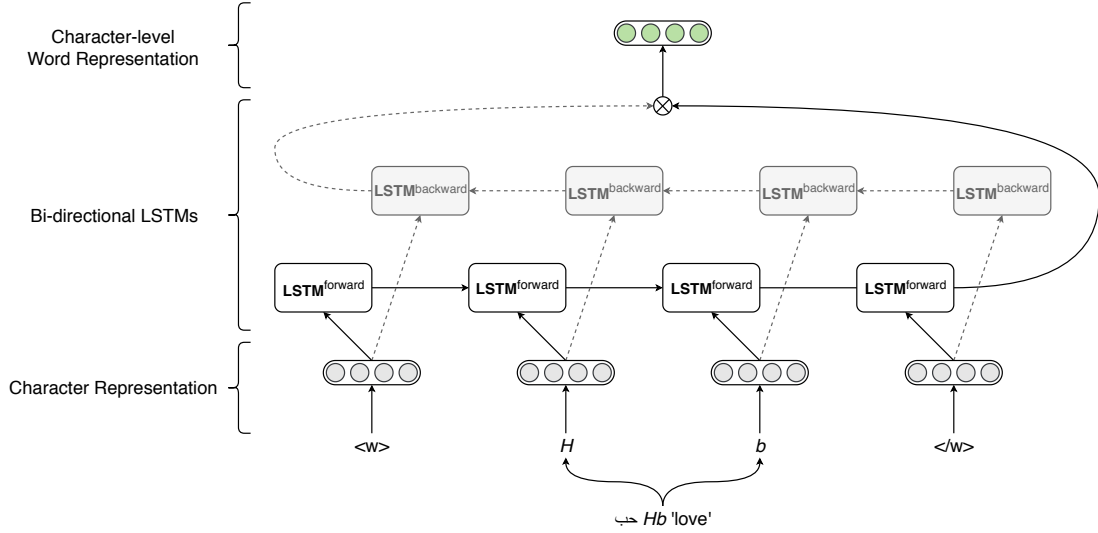 Character-level
Word Representation
Bi-directional LSTMs
LSTMbackward LSTMbackward LSTMbackward LSTMbackward
LSTMforward LSTMforward LSTMforward LSTMforward
Character Representation
<w> H b </w>
حب Hb 'love'